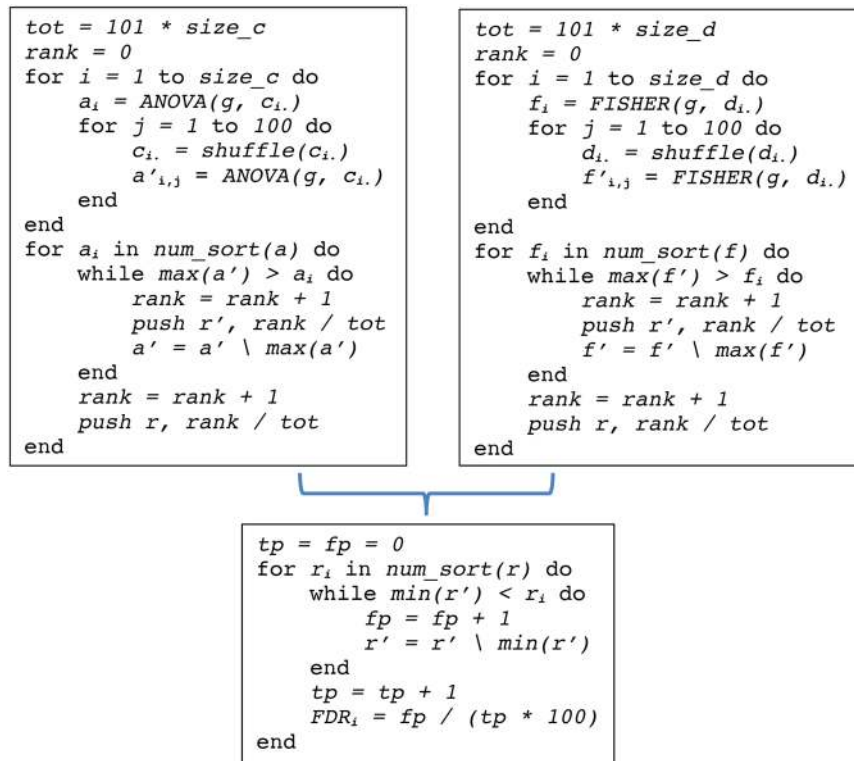 tot = 101 * size_c
rank = 0
for i = 1 to size_c do
a_i = ANOVA(g, c_i.)
for j = 1 to 100 do
c_i. = shuffle(c_i.)
a'_i,j = ANOVA(g, c_i.)
end
end
for a_i in num_sort(a) do
while max(a') > a_i do
rank = rank + 1
push r', rank / tot
a' = a' \ max(a')
end
rank = rank + 1
push r, rank / tot
end
tot = 101 * size_d
rank = 0
for i = 1 to size_d do
f_i = FISHER(g, d_i.)
for j = 1 to 100 do
d_i. = shuffle(d_i.)
f'_i,j = FISHER(g, d_i.)
end
end
for f_i in num_sort(f) do
while max(f') > f_i do
rank = rank + 1
push r', rank / tot
f' = f' \ max(f')
end
rank = rank + 1
push r, rank / tot
end
tp = fp = 0
for r_i in num_sort(r) do
while min(r') < r_i do
fp = fp + 1
r' = r' \ min(r')
end
tp = tp + 1
FDR_i = fp / (tp * 100)
end